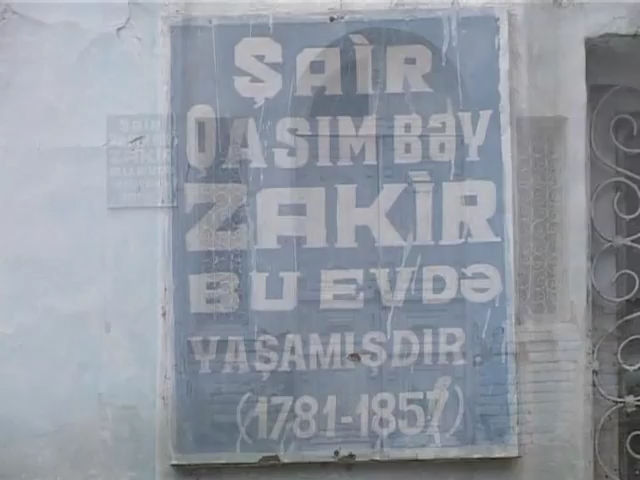 ŞAİR
QASIM BƏY
ZAKİR
BU EVDƏ
YAŞAMIŞDIR
(1781-1857)